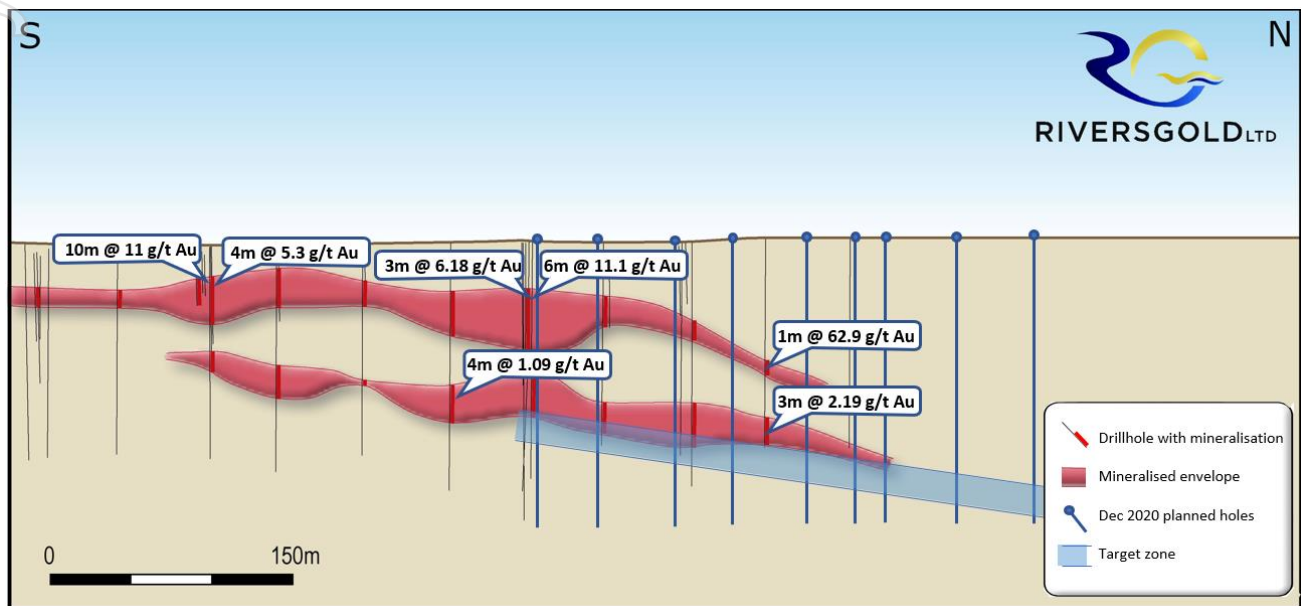 S
N
RIVERSGOLD LTD
10m @ 11 g/t Au
4m @ 5.3 g/t Au
3m @ 6.18 g/t Au
6m @ 11.1 g/t Au
1m @ 62.9 g/t Au
4m @ 1.09 g/t Au
3m @ 2.19 g/t Au
Drillhole with mineralisation
Mineralised envelope
Dec 2020 planned holes
Target zone
0
150m